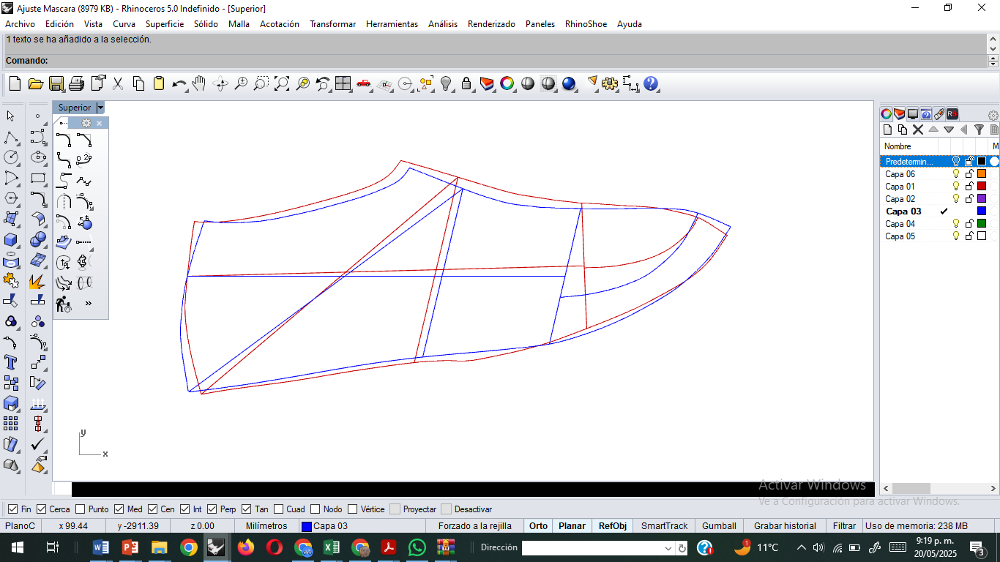 Ajuste Mascara (8979 KB) - Rhinoceros 5.0 Indefinido - [Superior]
Archivo Edición Vista Curva Superficie Sólido Malla Acotación Transformar Herramientas Análisis Renderizado Paneles RhinoShoe Ayuda
1 texto se ha añadido a la selección.
Comando:
Superior
Nombre M
Predetermin...
Capa 06
Capa 01
Capa 02
Capa 03
Capa 04
Capa 05
y
x
Activar Windows
Ve a Configuración para activar Windows.
Fin Cerca Punto Med Cen Int Perp Tan Cuad Nodo Vértice Proyectar Desactivar
PlanoC x 99.44 y -2911.39 z 0.00 Milímetros Capa 03 Forzado a la rejilla Orto Planar RefObj SmartTrack Gumball Grabar historial Filtrar Uso de memoria: 238 MB
Dirección 11°C 9:19 p. m.
20/05/2025
3